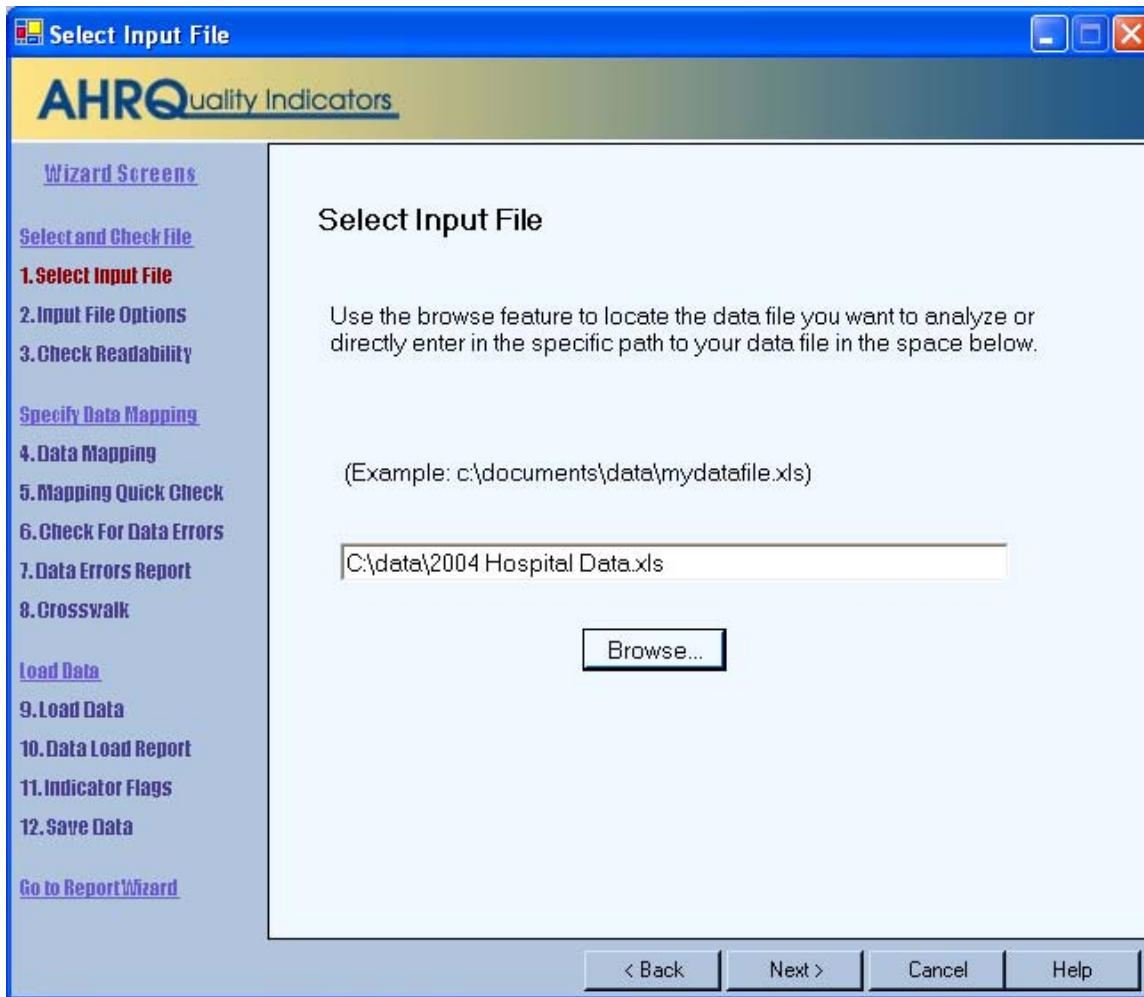 Select Input File
AHRQuality Indicators
Wizard Screens
Select and Check File
1. Select Input File
2. Input File Options
3. Check Readability
Specify Data Mapping
4. Data Mapping
5. Mapping Quick Check
6. Check For Data Errors
7. Data Errors Report
8. Crosswalk
Load Data
9. Load Data
10. Data Load Report
11. Indicator Flags
12. Save Data
Go to Report Wizard
Select Input File
Use the browse feature to locate the data file you want to analyze or
directly enter in the specific path to your data file in the space below.
(Example: c:\documents\data\mydatafile.xls)
C:\data\2004 Hospital Data.xls
Browse...
< Back
Next >
Cancel
Help